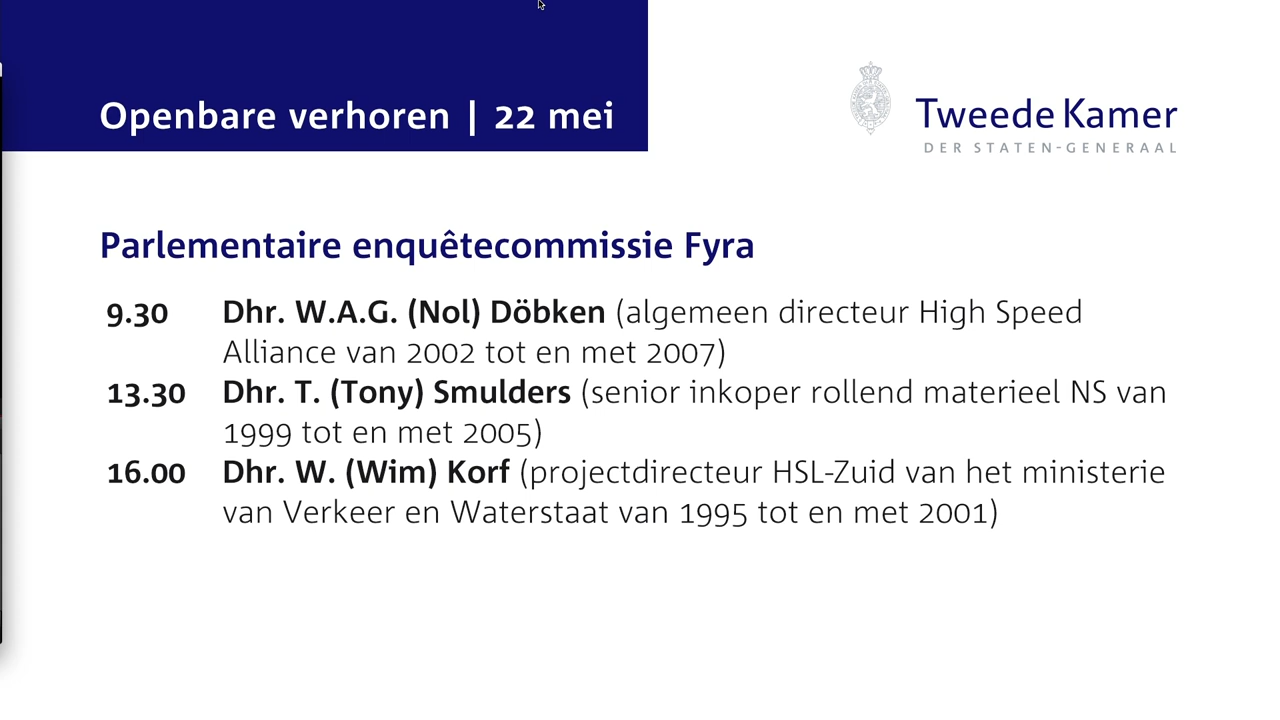 Openbare verhoren | 22 mei
Tweede Kamer
DER STATEN-GENERAAL
Parlementaire enquêtecommissie Fyra
9.30 Dhr. W.A.G. (Nol) Döbken (algemeen directeur High Speed
Alliance van 2002 tot en met 2007)
13.30 Dhr. T. (Tony) Smulders (senior inkoper rollend materieel NS van
1999 tot en met 2005)
16.00 Dhr. W. (Wim) Korf (projectdirecteur HSL-Zuid van het ministerie
van Verkeer en Waterstaat van 1995 tot en met 2001)